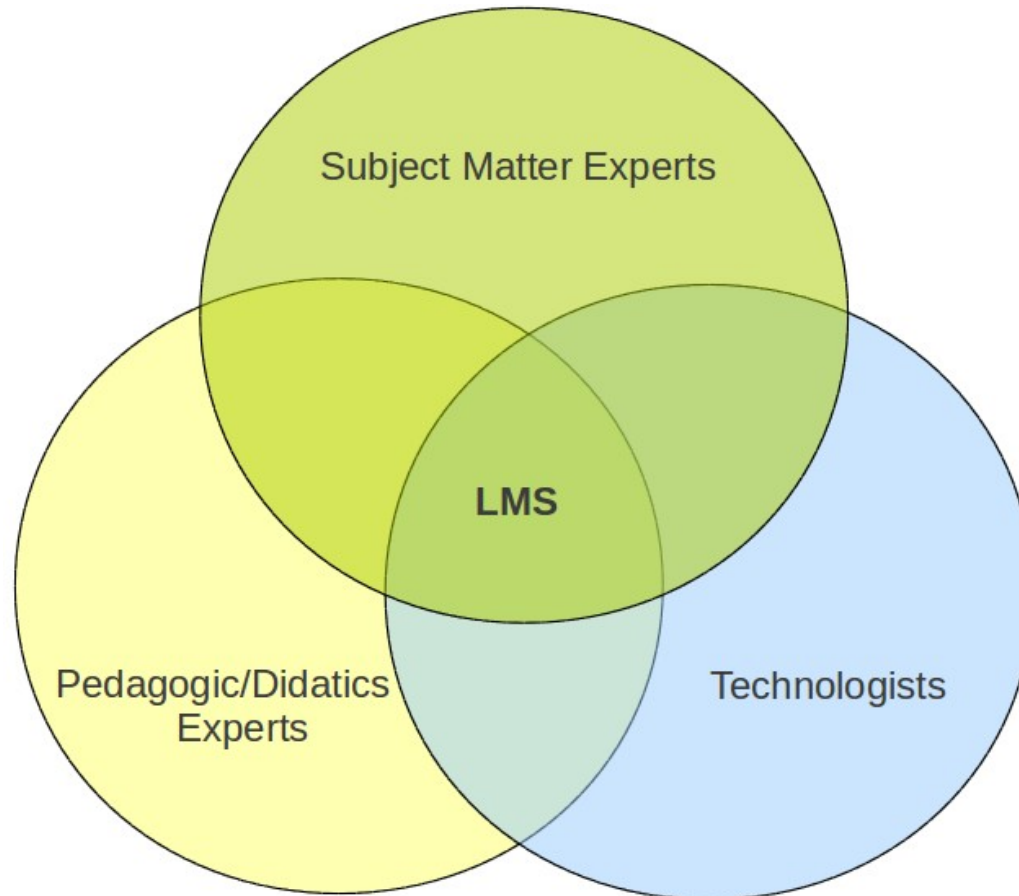 Subject Matter Experts
LMS
Pedagogic/Didatics
Experts
Technologists